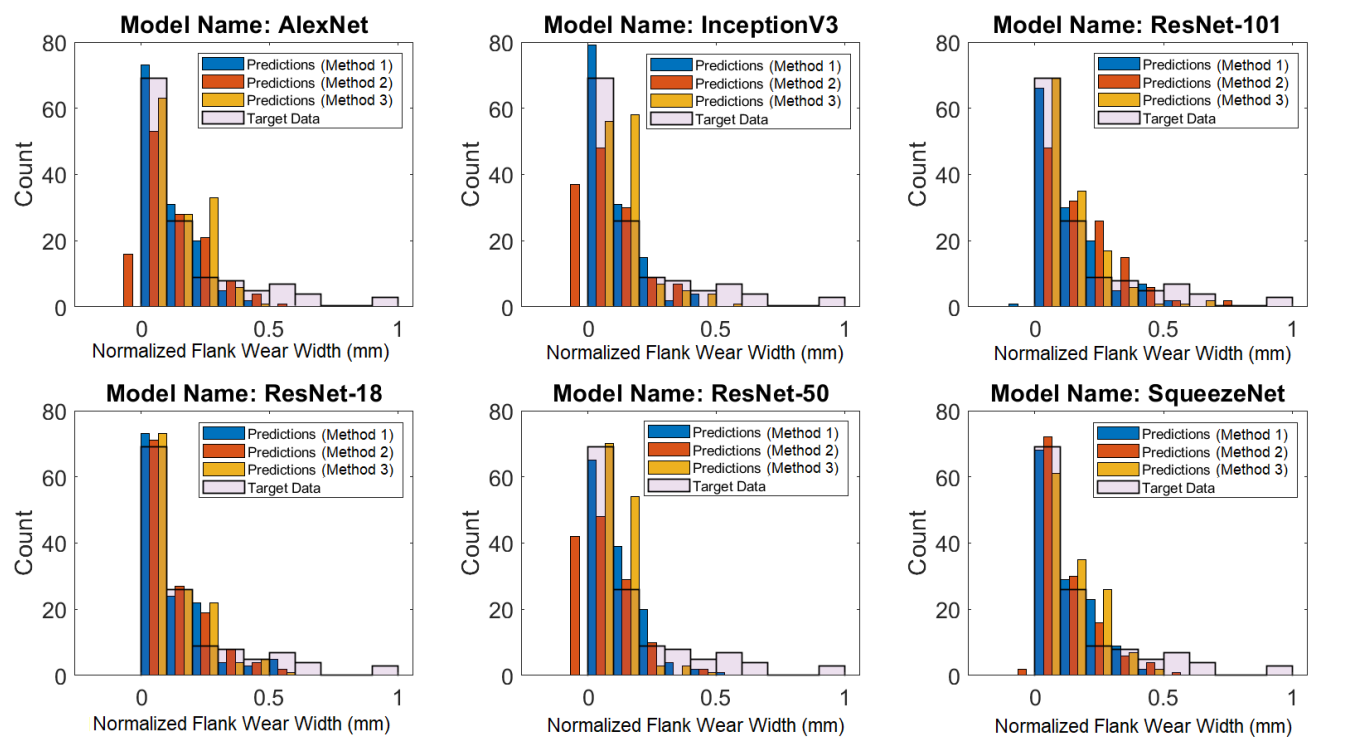 Model Name: AlexNet
80
60
40
20
0
Count
Predictions (Method 1)
Predictions (Method 2)
Predictions (Method 3)
Target Data
0
0.5
1
Normalized Flank Wear Width (mm)
Model Name: InceptionV3
80
60
40
20
0
Count
Predictions (Method 1)
Predictions (Method 2)
Predictions (Method 3)
Target Data
0
0.5
1
Normalized Flank Wear Width (mm)
Model Name: ResNet-101
80
60
40
20
0
Count
Predictions (Method 1)
Predictions (Method 2)
Predictions (Method 3)
Target Data
0
0.5
1
Normalized Flank Wear Width (mm)
Model Name: ResNet-18
80
60
40
20
0
Count
Predictions (Method 1)
Predictions (Method 2)
Predictions (Method 3)
Target Data
0
0.5
1
Normalized Flank Wear Width (mm)
Model Name: ResNet-50
80
60
40
20
0
Count
Predictions (Method 1)
Predictions (Method 2)
Predictions (Method 3)
Target Data
0
0.5
1
Normalized Flank Wear Width (mm)
Model Name: SqueezeNet
80
60
40
20
0
Count
Predictions (Method 1)
Predictions (Method 2)
Predictions (Method 3)
Target Data
0
0.5
1
Normalized Flank Wear Width (mm)